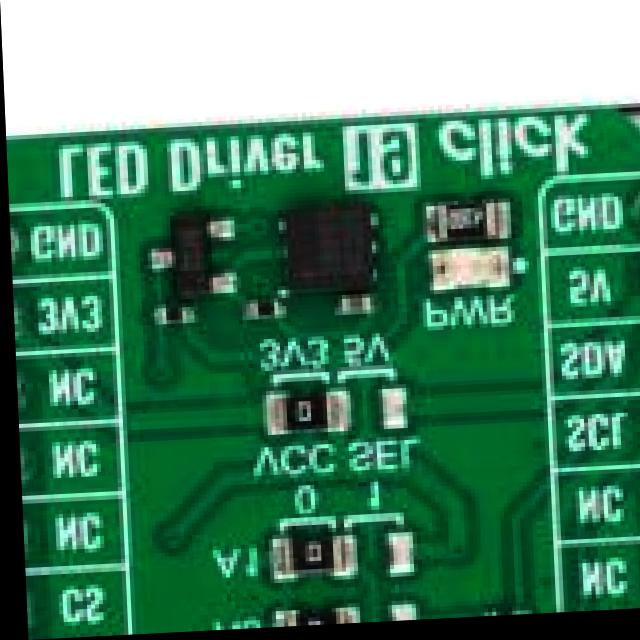 LED Driver click
GND
3V3
NC
NC
NC
CS
PWR
3V3 5V
VCC SEL
0 1
A1
GND
5V
SDA
SCL
NC
NC